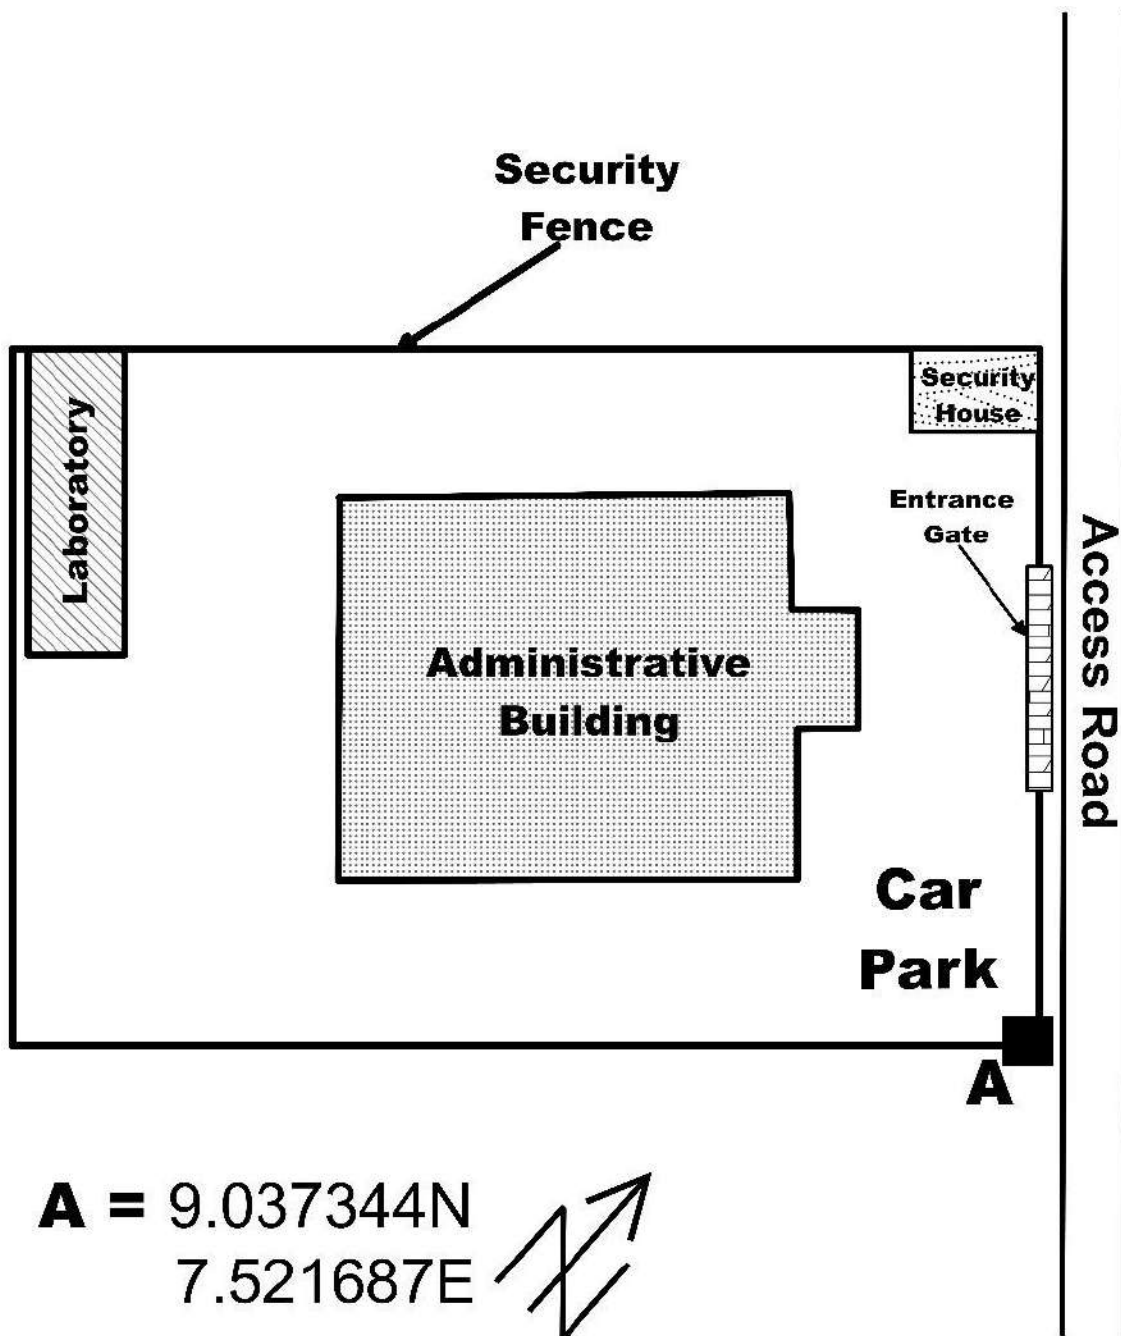 Security
Fence
Security
House
Laboratory
Entrance
Gate
Access Road
Administrative
Building
Car
Park
A
A = 9.037344N
7.521687E
N